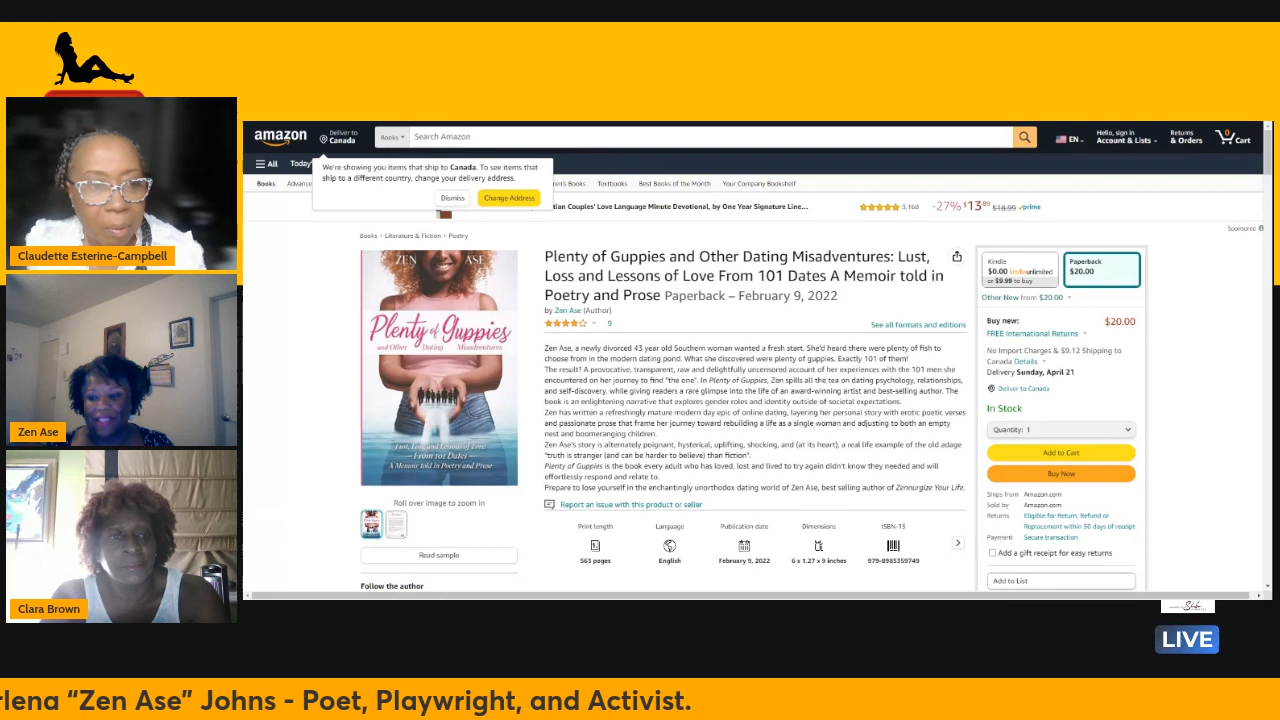 Claudette Esterine-Campbell
Zen Ase
Clara Brown
amazon
Deliver to
Canada
Books
Search Amazon
EN
Hello, sign in
Account & Lists
Returns
& Orders
0
Cart
All
Today'
We're showing you items that ship to Canada. To see items that
ship to a different country, change your delivery address.
Dismiss
Change Address
Books
Advanc
en's Books
Textbooks
Best Books of the Month
Your Company Bookshelf
tian Couples' Love Language Minute Devotional, by One Year Signature Line...
3,168
-27% $13 89 $18.99 prime
Sponsored
Books › Literature & Fiction › Poetry
ZEN ASE
Plenty of Guppies
and Other Dating Misadventures
Lust, Loss, and Lessons of Love
From 101 Dates
A Memoir told in Poetry and Prose
Roll over image to zoom in
Read sample
Follow the author
Plenty of Guppies and Other Dating Misadventures: Lust,
Loss and Lessons of Love From 101 Dates A Memoir told in
Poetry and Prose Paperback – February 9, 2022
by Zen Ase (Author)
9
See all formats and editions
Zen Ase, a newly divorced 43 year old Southern woman wanted a fresh start. She'd heard there were plenty of fish to
choose from in the modern dating pond. What she discovered were plenty of guppies. Exactly 101 of them!
The result? A provocative, transparent, raw and delightfully uncensored account of her experiences with the 101 men she
encountered on her journey to find "the one". In Plenty of Guppies, Zen spills all the tea on dating psychology, relationships,
and self-discovery, while giving readers a rare glimpse into the life of an award-winning artist and best-selling author. The
book is an enlightening narrative that explores gender roles and identity outside of societal expectations.
Zen has written a refreshingly mature modern day epic of online dating, layering her personal story with erotic poetic verses
and passionate prose that frame her journey toward rebuilding a life as a single woman and adjusting to both an empty
nest and boomeranging children.
Zen Ase's story is alternately poignant, hysterical, uplifting, shocking, and (at its heart), a real life example of the old adage
"truth is stranger (and can be harder to believe) than fiction".
Plenty of Guppies is the book every adult who has loved, lost and lived to try again didn't know they needed and will
effortlessly respond and relate to.
Prepare to lose yourself in the enchantingly unorthodox dating world of Zen Ase, best selling author of Zennurgize Your Life.
Report an issue with this product or seller
Print length
Language
Publication date
Dimensions
ISBN-13
563 pages
English
February 9, 2022
6 x 1.27 x 9 inches
979-8985359749
Kindle
$0.00 kindleunlimited
or $9.99 to buy
Paperback
$20.00
Other New from $20.00
Buy new:
$20.00
FREE International Returns
No Import Charges & $9.12 Shipping to
Canada Details
Delivery Sunday, April 21
Deliver to Canada
In Stock
Quantity: 1
Add to Cart
Buy Now
Ships from Amazon.com
Sold by Amazon.com
Returns Eligible for Return, Refund or
Replacement within 30 days of receipt
Payment Secure transaction
Add a gift receipt for easy returns
Add to List
LIVE
rlena “Zen Ase” Johns - Poet, Playwright, and Activist.